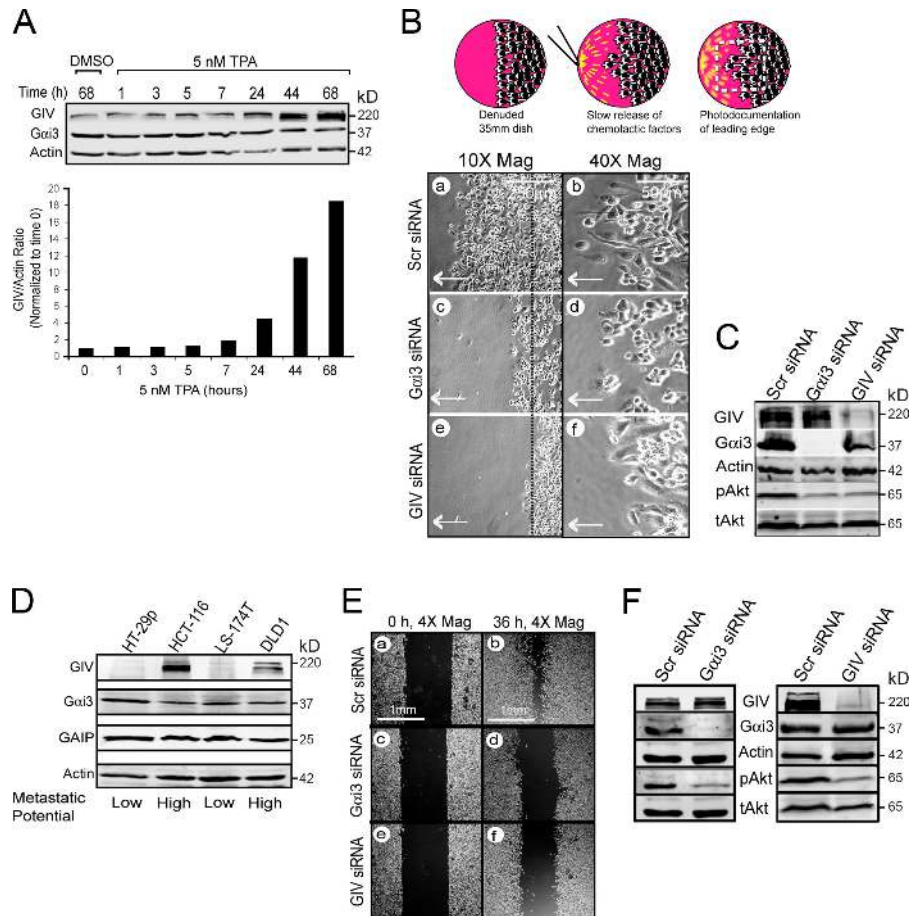 A
DMSO 5 nM TPA
Time (h) 68 1 3 5 7 24 44 68 kD
GIV 220
Gαi3 37
Actin 42
GIV/Actin Ratio
(Normalized to time 0)
20
18
16
14
12
10
8
6
4
2
0
0 1 3 5 7 24 44 68
5 nM TPA (hours)
B
Denuded
35mm dish
Slow release of
chemolactic factors
Photodocumentation
of leading edge
10X Mag 40X Mag
Scr siRNA
a b
Gαi3 siRNA
c d
GIV siRNA
e f
C
Scr siRNA Gαi3 siRNA GIV siRNA
kD
GIV 220
Gαi3 37
Actin 42
pAkt 65
tAkt 65
D
HT-29p HCT-116 LS-174T DLD1
kD
GIV 220
Gαi3 37
GAIP 25
Actin 42
Metastatic
Potential
Low High Low High
E
0 h, 4X Mag 36 h, 4X Mag
Scr siRNA
a b
1mm 1mm
Gαi3 siRNA
c d
GIV siRNA
e f
F
Scr siRNA Gαi3 siRNA Scr siRNA GIV siRNA
kD
GIV 220
Gαi3 37
Actin 42
pAkt 65
tAkt 65